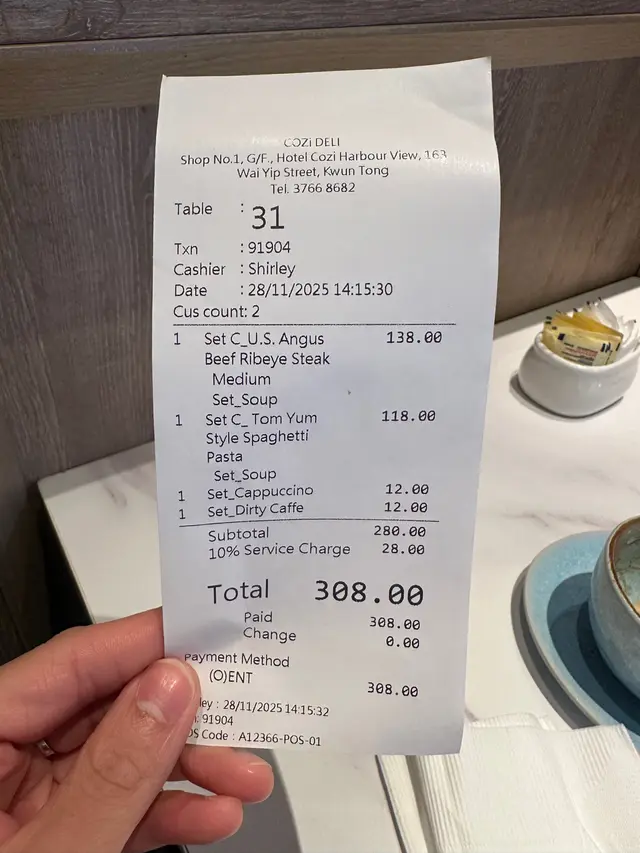 COZi DELI
Shop No.1, G/F., Hotel Cozi Harbour View, 163
Wai Yip Street, Kwun Tong
Tel. 3766 8682
Table : 31
Txn : 91904
Cashier : Shirley
Date : 28/11/2025 14:15:30
Cus count: 2
1 Set C_U.S. Angus 138.00
Beef Ribeye Steak
Medium
Set_Soup
1 Set C_ Tom Yum 118.00
Style Spaghetti
Pasta
Set_Soup
1 Set_Cappuccino 12.00
1 Set_Dirty Caffe 12.00
Subtotal 280.00
10% Service Charge 28.00
Total 308.00
Paid 308.00
Change 0.00
Payment Method
(O)ENT 308.00
ley : 28/11/2025 14:15:32
: 91904
OS Code : A12366-POS-01